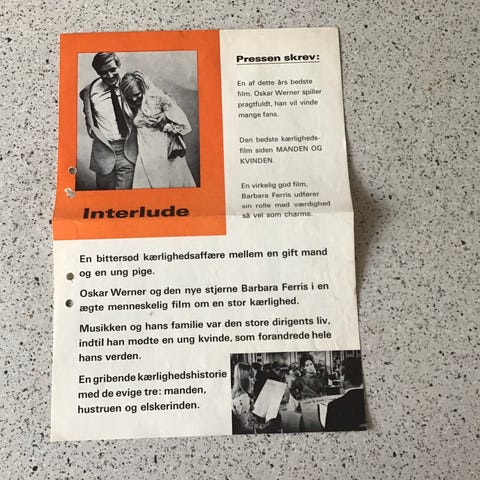 Pressen skrev:
En af dette års bedste
film. Oskar Werner spiller
pragtfuldt, han vil vinde
mange fans.
Den bedste kærligheds-
film siden MANDEN OG
KVINDEN.
En virkelig god film,
Barbara Ferris udfører
sin rolle med værdighed
så vel som charme.
Interlude
En bittersød kærlighedsaffære mellem en gift mand
og en ung pige.
Oskar Werner og den nye stjerne Barbara Ferris i en
ægte menneskelig film om en stor kærlighed.
Musikken og hans familie var den store dirigents liv,
indtil han mødte en ung kvinde, som forandrede hele
hans verden.
En gribende kærlighedshistorie
med de evige tre: manden,
hustruen og elskerinden.